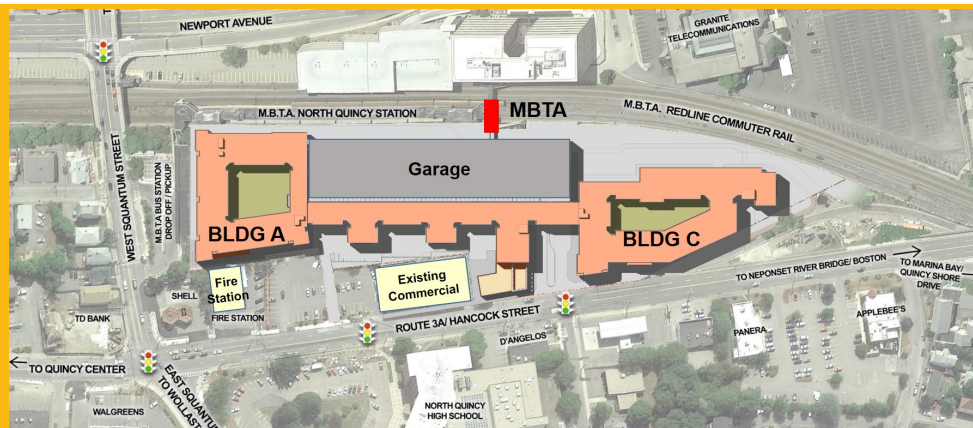 NEWPORT AVENUE
GRANITE
TELECOMMUNICATIONS
M.B.T.A. NORTH QUINCY STATION
MBTA
M.B.T.A. REDLINE COMMUTER RAIL
WEST SQUANTUM STREET
M.B.T.A BUS STATION
DROP OFF / PICKUP
Garage
BLDG A
BLDG C
Fire
Station
Existing
Commercial
SHELL
FIRE STATION
TD BANK
ROUTE 3A/ HANCOCK STREET
TO NEPONSET RIVER BRIDGE/ BOSTON
TO MARINA BAY/
QUINCY SHORE
DRIVE
D'ANGELOS
PANERA
APPLEBEE'S
TO QUINCY CENTER
EAST SQUANTU
TO WOLLAST
WALGREENS
NORTH QUINCY
HIGH SCHOOL